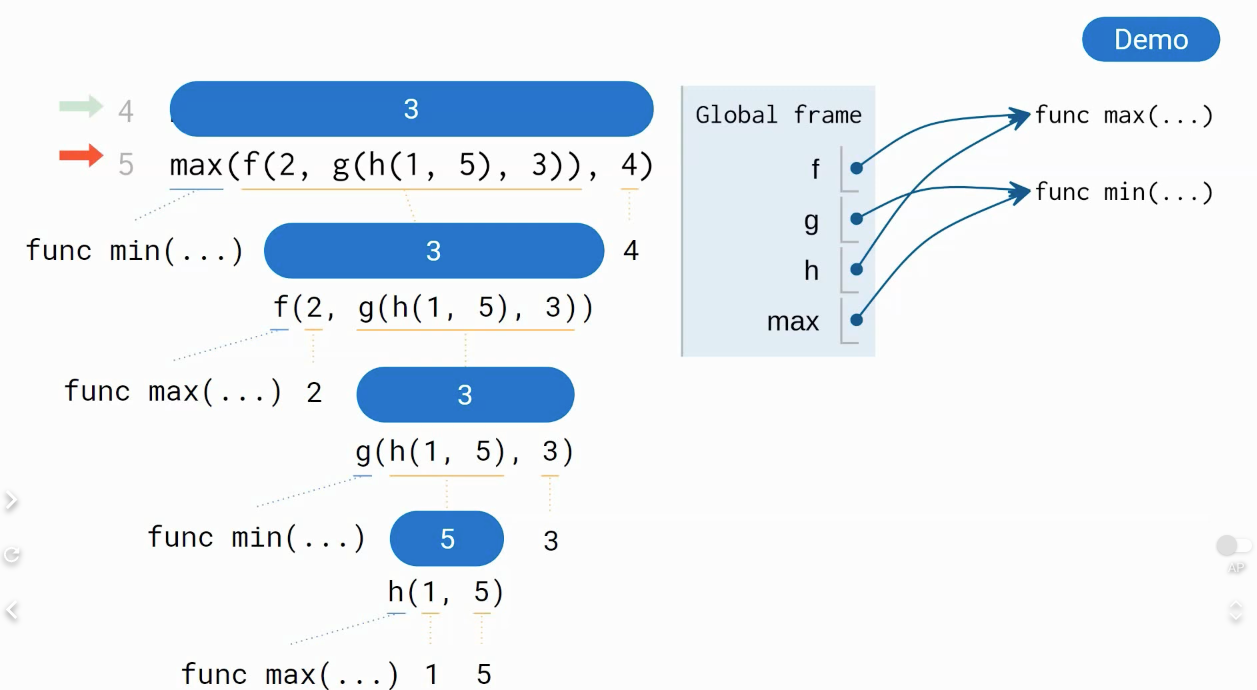 Demo
4 3
5 max(f(2, g(h(1, 5), 3)), 4)
func min(...) 3 4
f(2, g(h(1, 5), 3))
func max(...) 2 3
g(h(1, 5), 3)
func min(...) 5 3
h(1, 5)
func max(...) 1 5
Global frame
f
g
h
max
func max(...)
func min(...)
AP